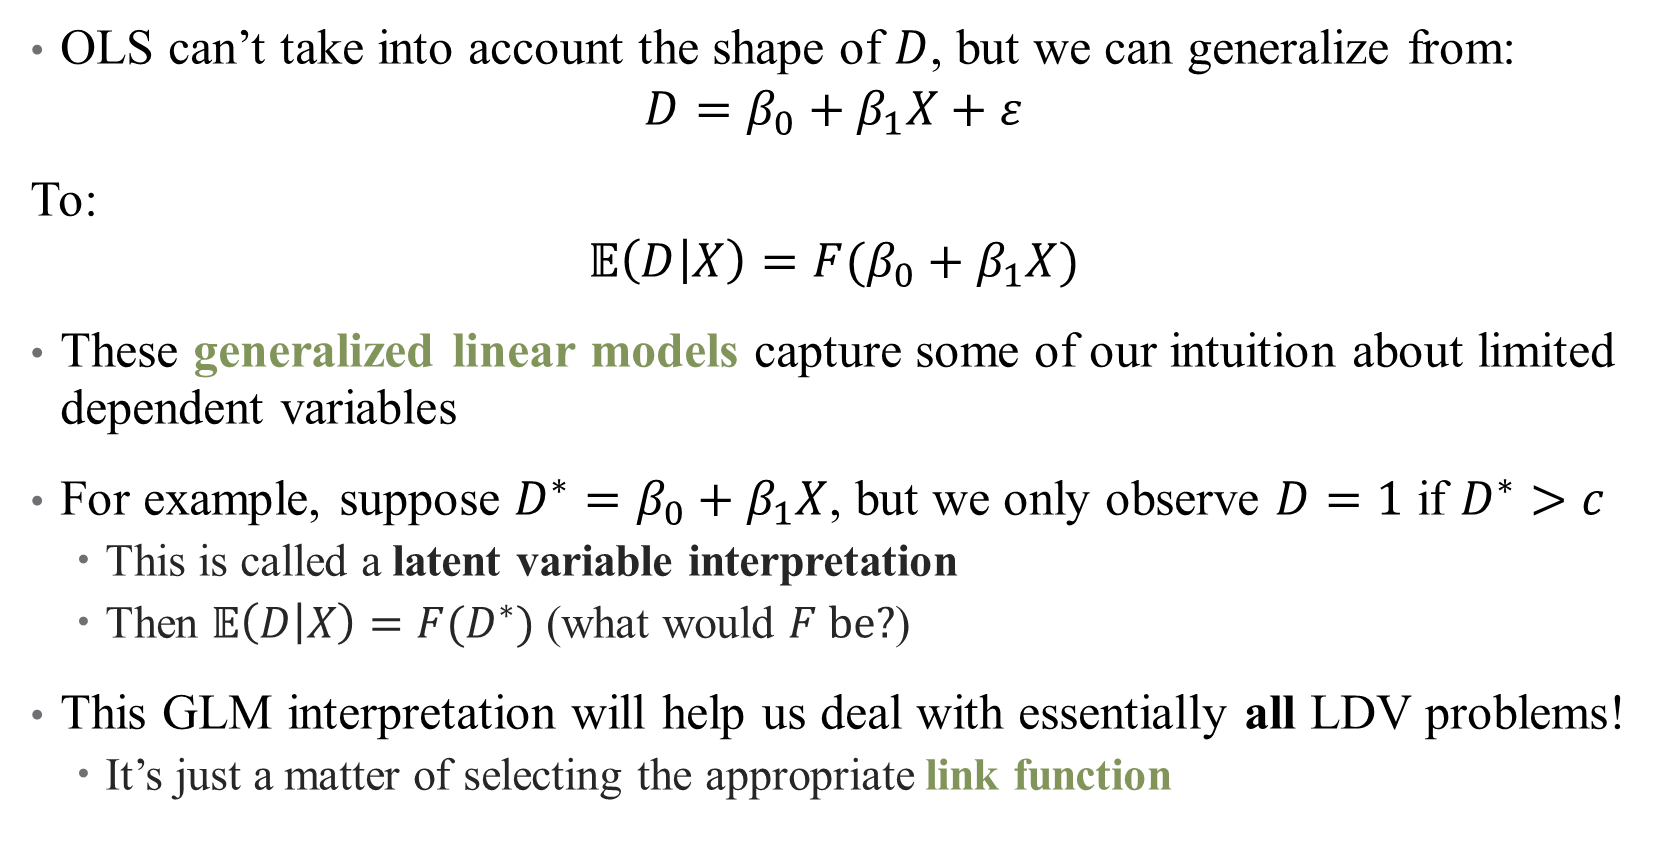 • OLS can’t take into account the shape of D, but we can generalize from:
D = β₀ + β₁X + ε
To:
𝔼(D|X) = F(β₀ + β₁X)
• These generalized linear models capture some of our intuition about limited
dependent variables
• For example, suppose D* = β₀ + β₁X, but we only observe D = 1 if D* > c
• This is called a latent variable interpretation
• Then 𝔼(D|X) = F(D*) (what would F be?)
• This GLM interpretation will help us deal with essentially all LDV problems!
• It’s just a matter of selecting the appropriate link function